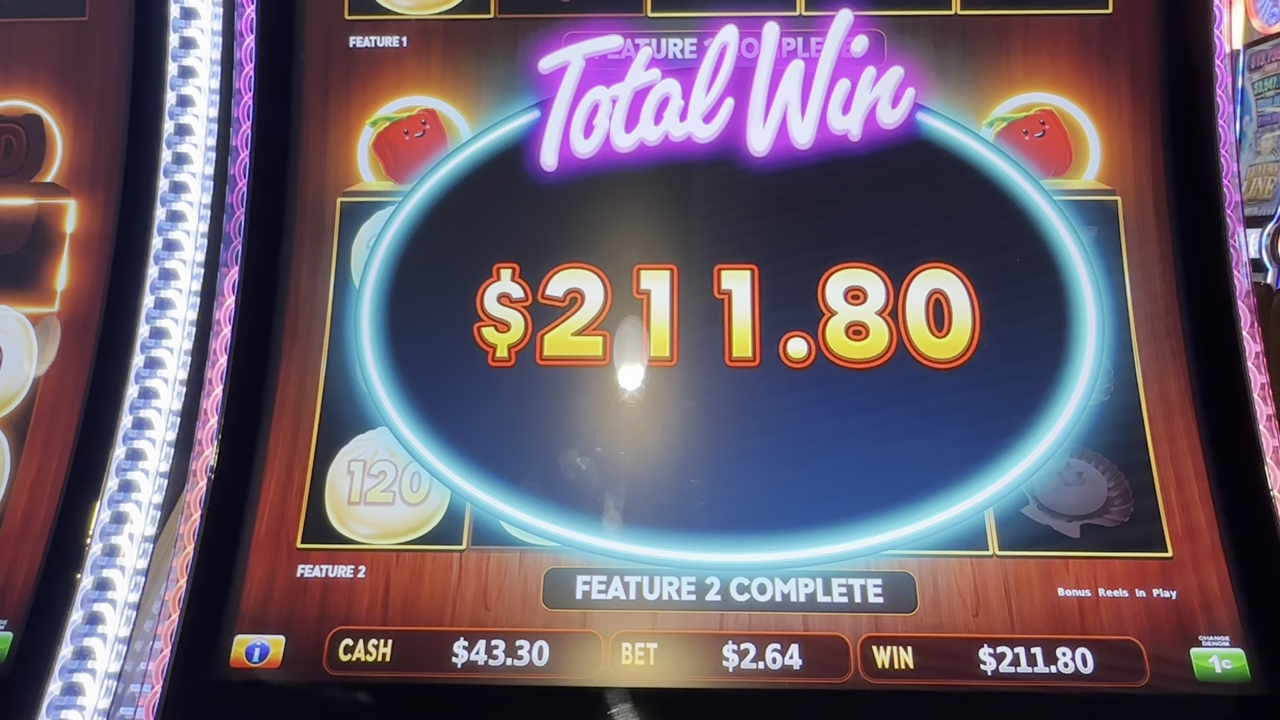 FEATURE 1
Total Win
$211.80
120
FEATURE 2
FEATURE 2 COMPLETE
Bonus Reels In Play
CASH $43.30 BET $2.64 WIN $211.80
CHANGE DENOM
1¢